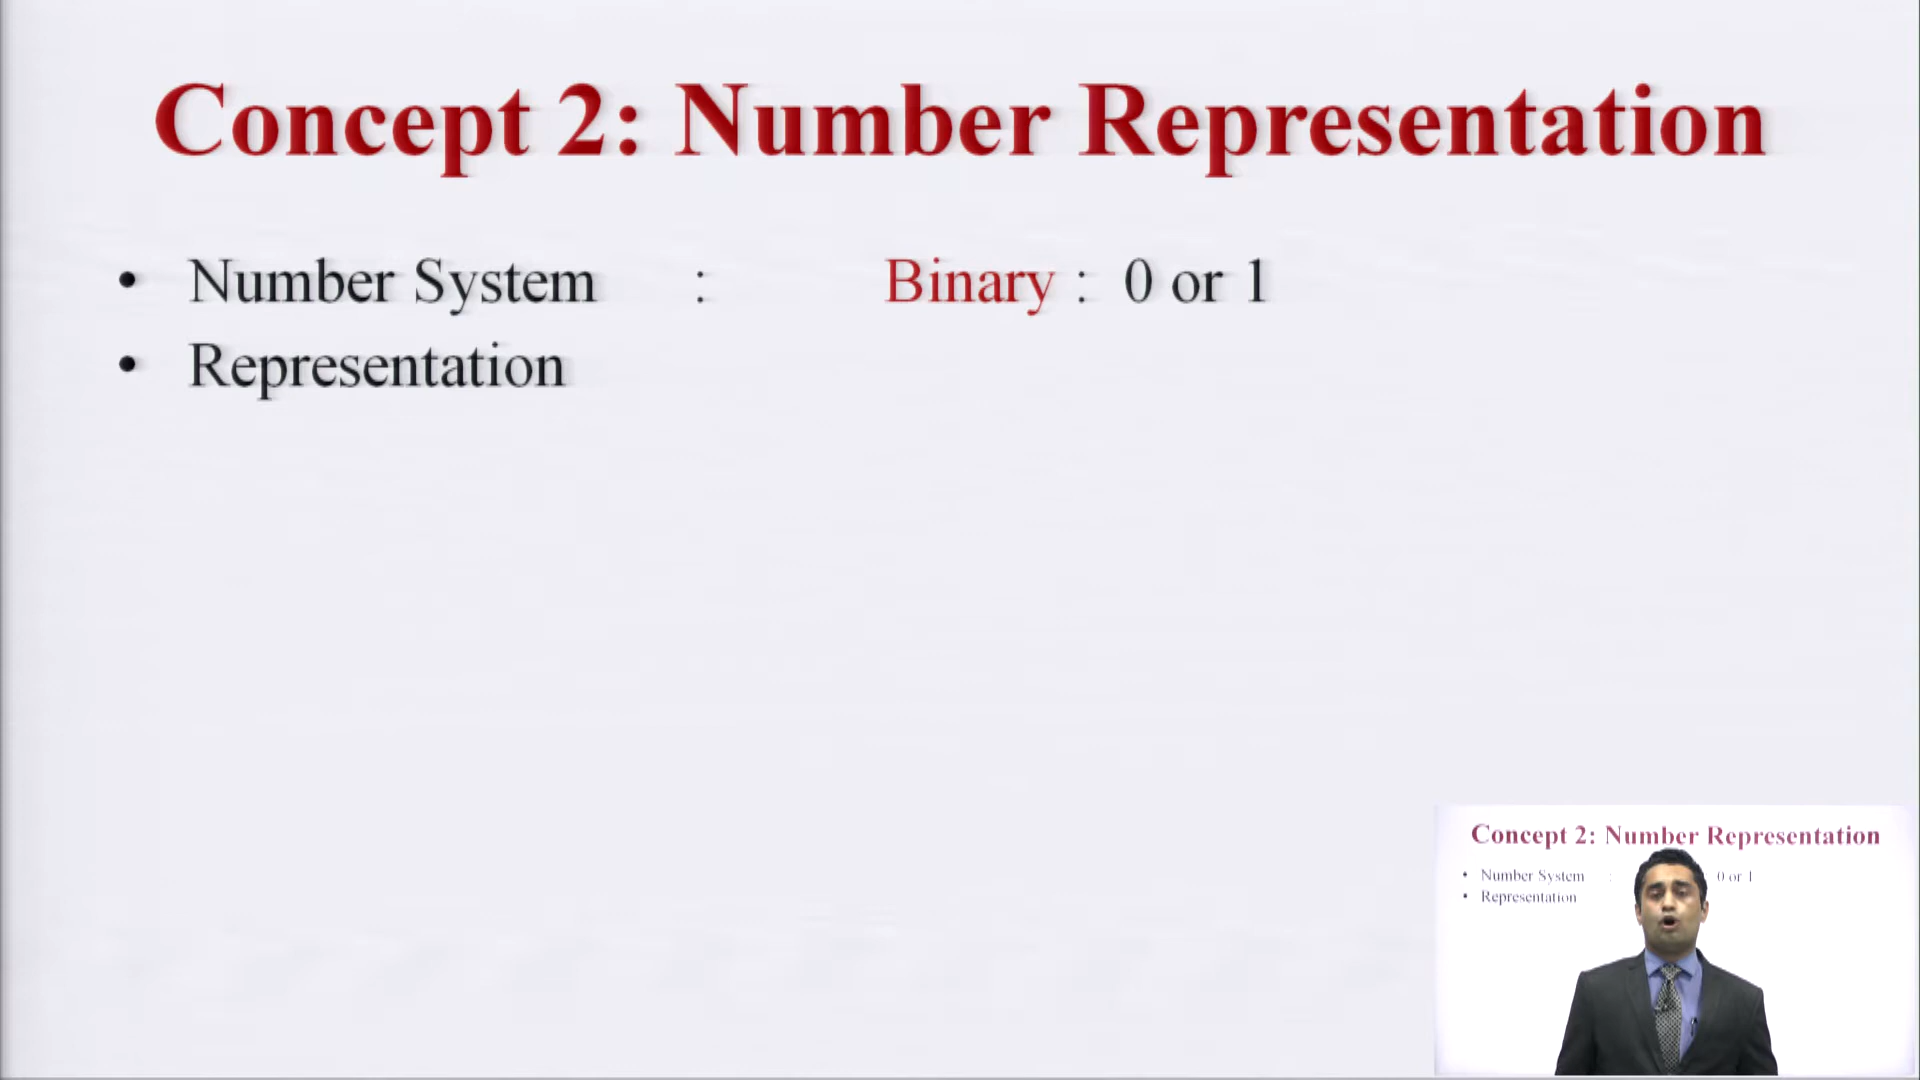 Concept 2: Number Representation
• Number System : Binary : 0 or 1
• Representation
Concept 2: Number Representation
• Number System : 0 or 1
• Representation